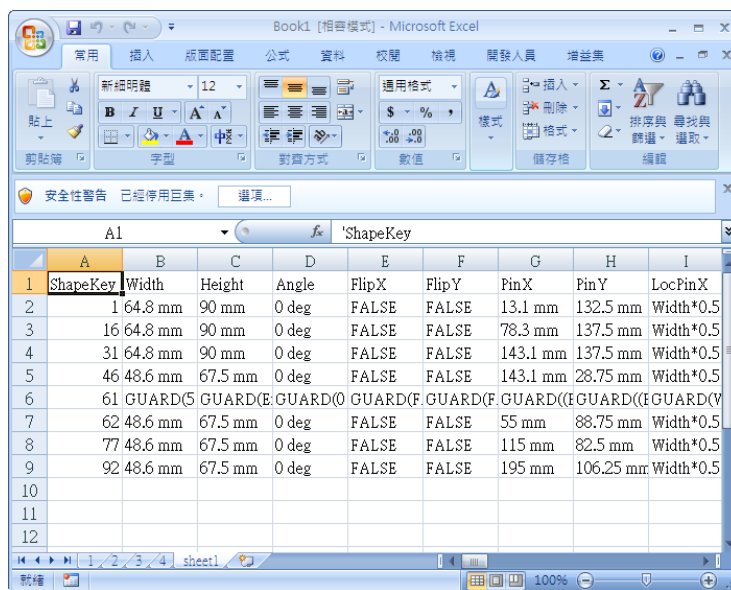 Book1 [相容模式] - Microsoft Excel
常用 插入 版面配置 公式 資料 校閱 檢視 開發人員 增益集
新細明體 12 通用格式 插入 Σ
B I U A A $ % , 刪除
貼上 A A 中 樣式 格式 排序與篩選 尋找與選取
剪貼簿 字型 對齊方式 數值 儲存格 編輯
安全性警告 已經停用巨集。 選項...
A1 fx 'ShapeKey
A B C D E F G H I
1 ShapeKey Width Height Angle FlipX FlipY PinX PinY LocPinX
2 1 64.8 mm 90 mm 0 deg FALSE FALSE 13.1 mm 132.5 mm Width*0.5
3 16 64.8 mm 90 mm 0 deg FALSE FALSE 78.3 mm 137.5 mm Width*0.5
4 31 64.8 mm 90 mm 0 deg FALSE FALSE 143.1 mm 137.5 mm Width*0.5
5 46 48.6 mm 67.5 mm 0 deg FALSE FALSE 143.1 mm 28.75 mm Width*0.5
6 61 GUARD(5 GUARD(E GUARD(0 GUARD(F GUARD(F GUARD((E GUARD((E GUARD(W
7 62 48.6 mm 67.5 mm 0 deg FALSE FALSE 55 mm 88.75 mm Width*0.5
8 77 48.6 mm 67.5 mm 0 deg FALSE FALSE 115 mm 82.5 mm Width*0.5
9 92 48.6 mm 67.5 mm 0 deg FALSE FALSE 195 mm 106.25 mm Width*0.5
10
11
12
1 2 3 4 sheet1
就緒 100%